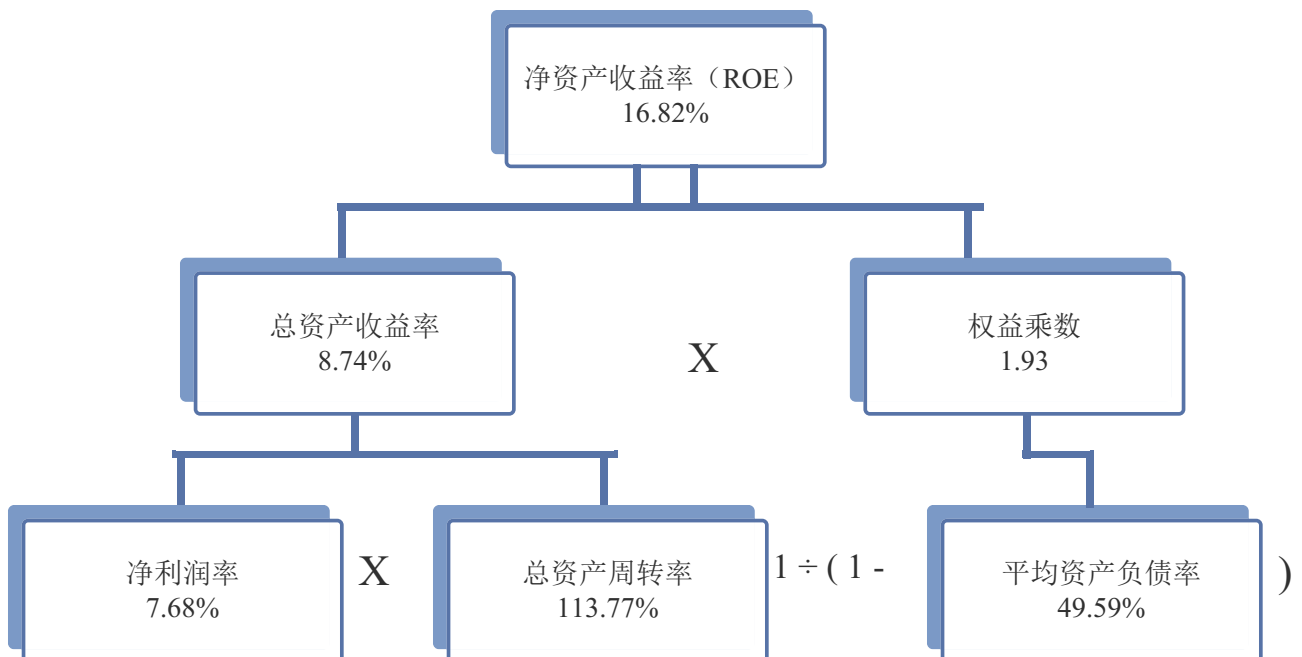 净资产收益率（ROE）
16.82%
总资产收益率
8.74%
X
权益乘数
1.93
净利润率
7.68%
X
总资产周转率
113.77%
1 ÷ ( 1 -
平均资产负债率
49.59%
)